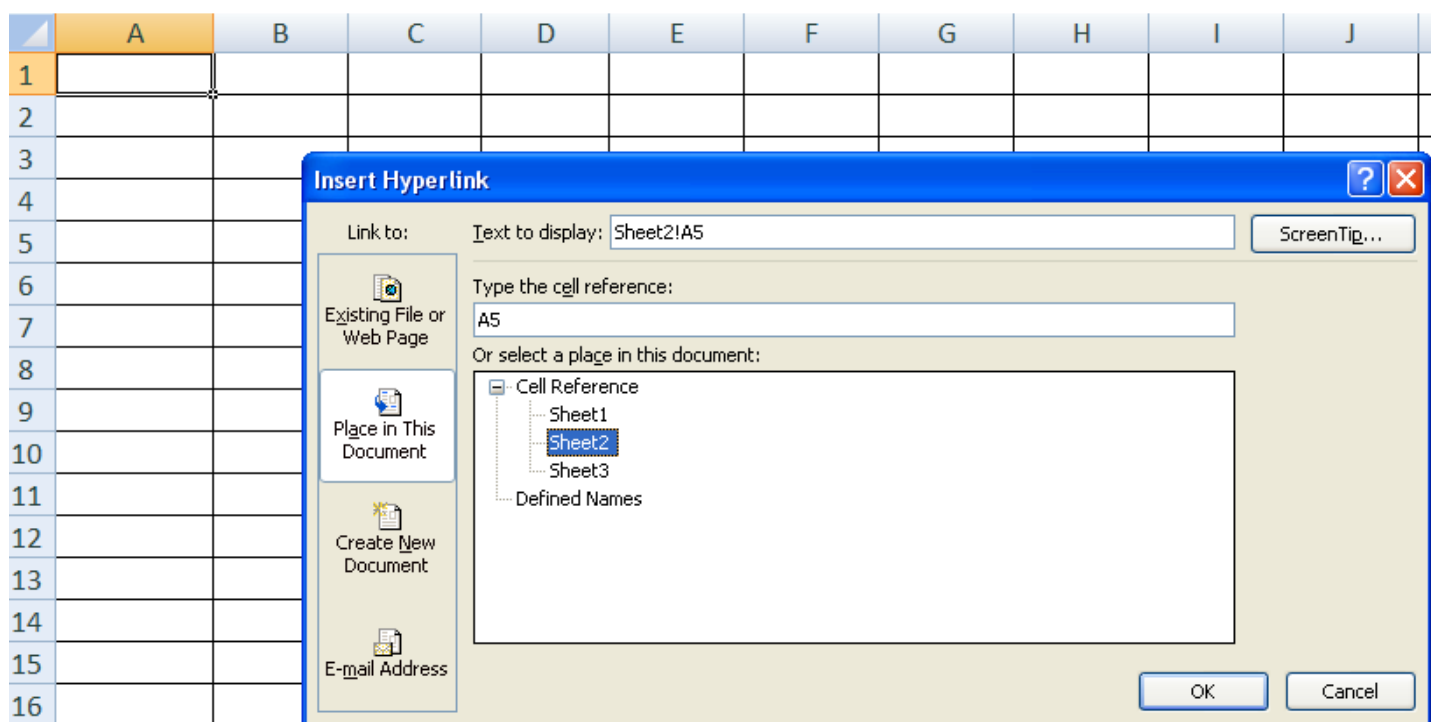 A B C D E F G H I J
1
2
3
Insert Hyperlink
4
Link to: Text to display: Sheet2!A5 ScreenTip...
5
6
Type the cell reference:
Existing File or
Web Page
A5
7
Or select a place in this document:
8
Cell Reference
Sheet1
9
Place in This
Document
Sheet2
10
Sheet3
11
Defined Names
12
Create New
Document
13
14
15
E-mail Address
OK Cancel
16